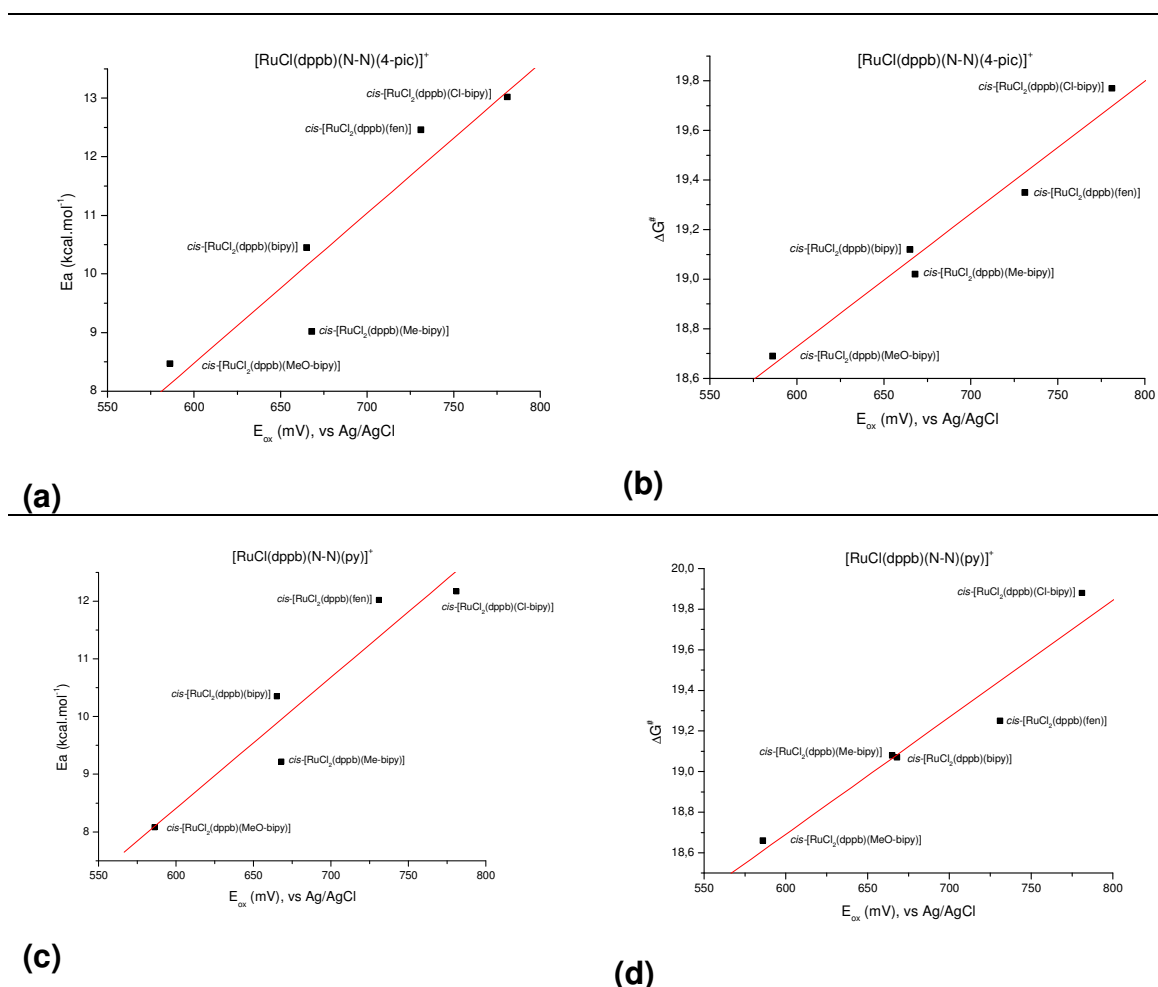 [RuCl(dppb)(N-N)(4-pic)]⁺
13
12
11
10
9
8
Ea (kcal.mol⁻¹)
cis-[RuCl₂(dppb)(Cl-bipy)]
cis-[RuCl₂(dppb)(fen)]
cis-[RuCl₂(dppb)(bipy)]
cis-[RuCl₂(dppb)(Me-bipy)]
cis-[RuCl₂(dppb)(MeO-bipy)]
550 600 650 700 750 800
E_ox (mV), vs Ag/AgCl
(a)
[RuCl(dppb)(N-N)(4-pic)]⁺
19,8
19,6
19,4
19,2
19,0
18,8
18,6
ΔG^#
cis-[RuCl₂(dppb)(Cl-bipy)]
cis-[RuCl₂(dppb)(fen)]
cis-[RuCl₂(dppb)(bipy)]
cis-[RuCl₂(dppb)(Me-bipy)]
cis-[RuCl₂(dppb)(MeO-bipy)]
550 600 650 700 750 800
E_ox (mV), vs Ag/AgCl
(b)
[RuCl(dppb)(N-N)(py)]⁺
12
11
10
9
8
Ea (kcal.mol⁻¹)
cis-[RuCl₂(dppb)(fen)]
cis-[RuCl₂(dppb)(Cl-bipy)]
cis-[RuCl₂(dppb)(bipy)]
cis-[RuCl₂(dppb)(Me-bipy)]
cis-[RuCl₂(dppb)(MeO-bipy)]
550 600 650 700 750 800
E_ox (mV), vs Ag/AgCl
(c)
[RuCl(dppb)(N-N)(py)]⁺
20,0
19,8
19,6
19,4
19,2
19,0
18,8
18,6
ΔG^#
cis-[RuCl₂(dppb)(Cl-bipy)]
cis-[RuCl₂(dppb)(fen)]
cis-[RuCl₂(dppb)(Me-bipy)]
cis-[RuCl₂(dppb)(bipy)]
cis-[RuCl₂(dppb)(MeO-bipy)]
550 600 650 700 750 800
E_ox (mV), vs Ag/AgCl
(d)